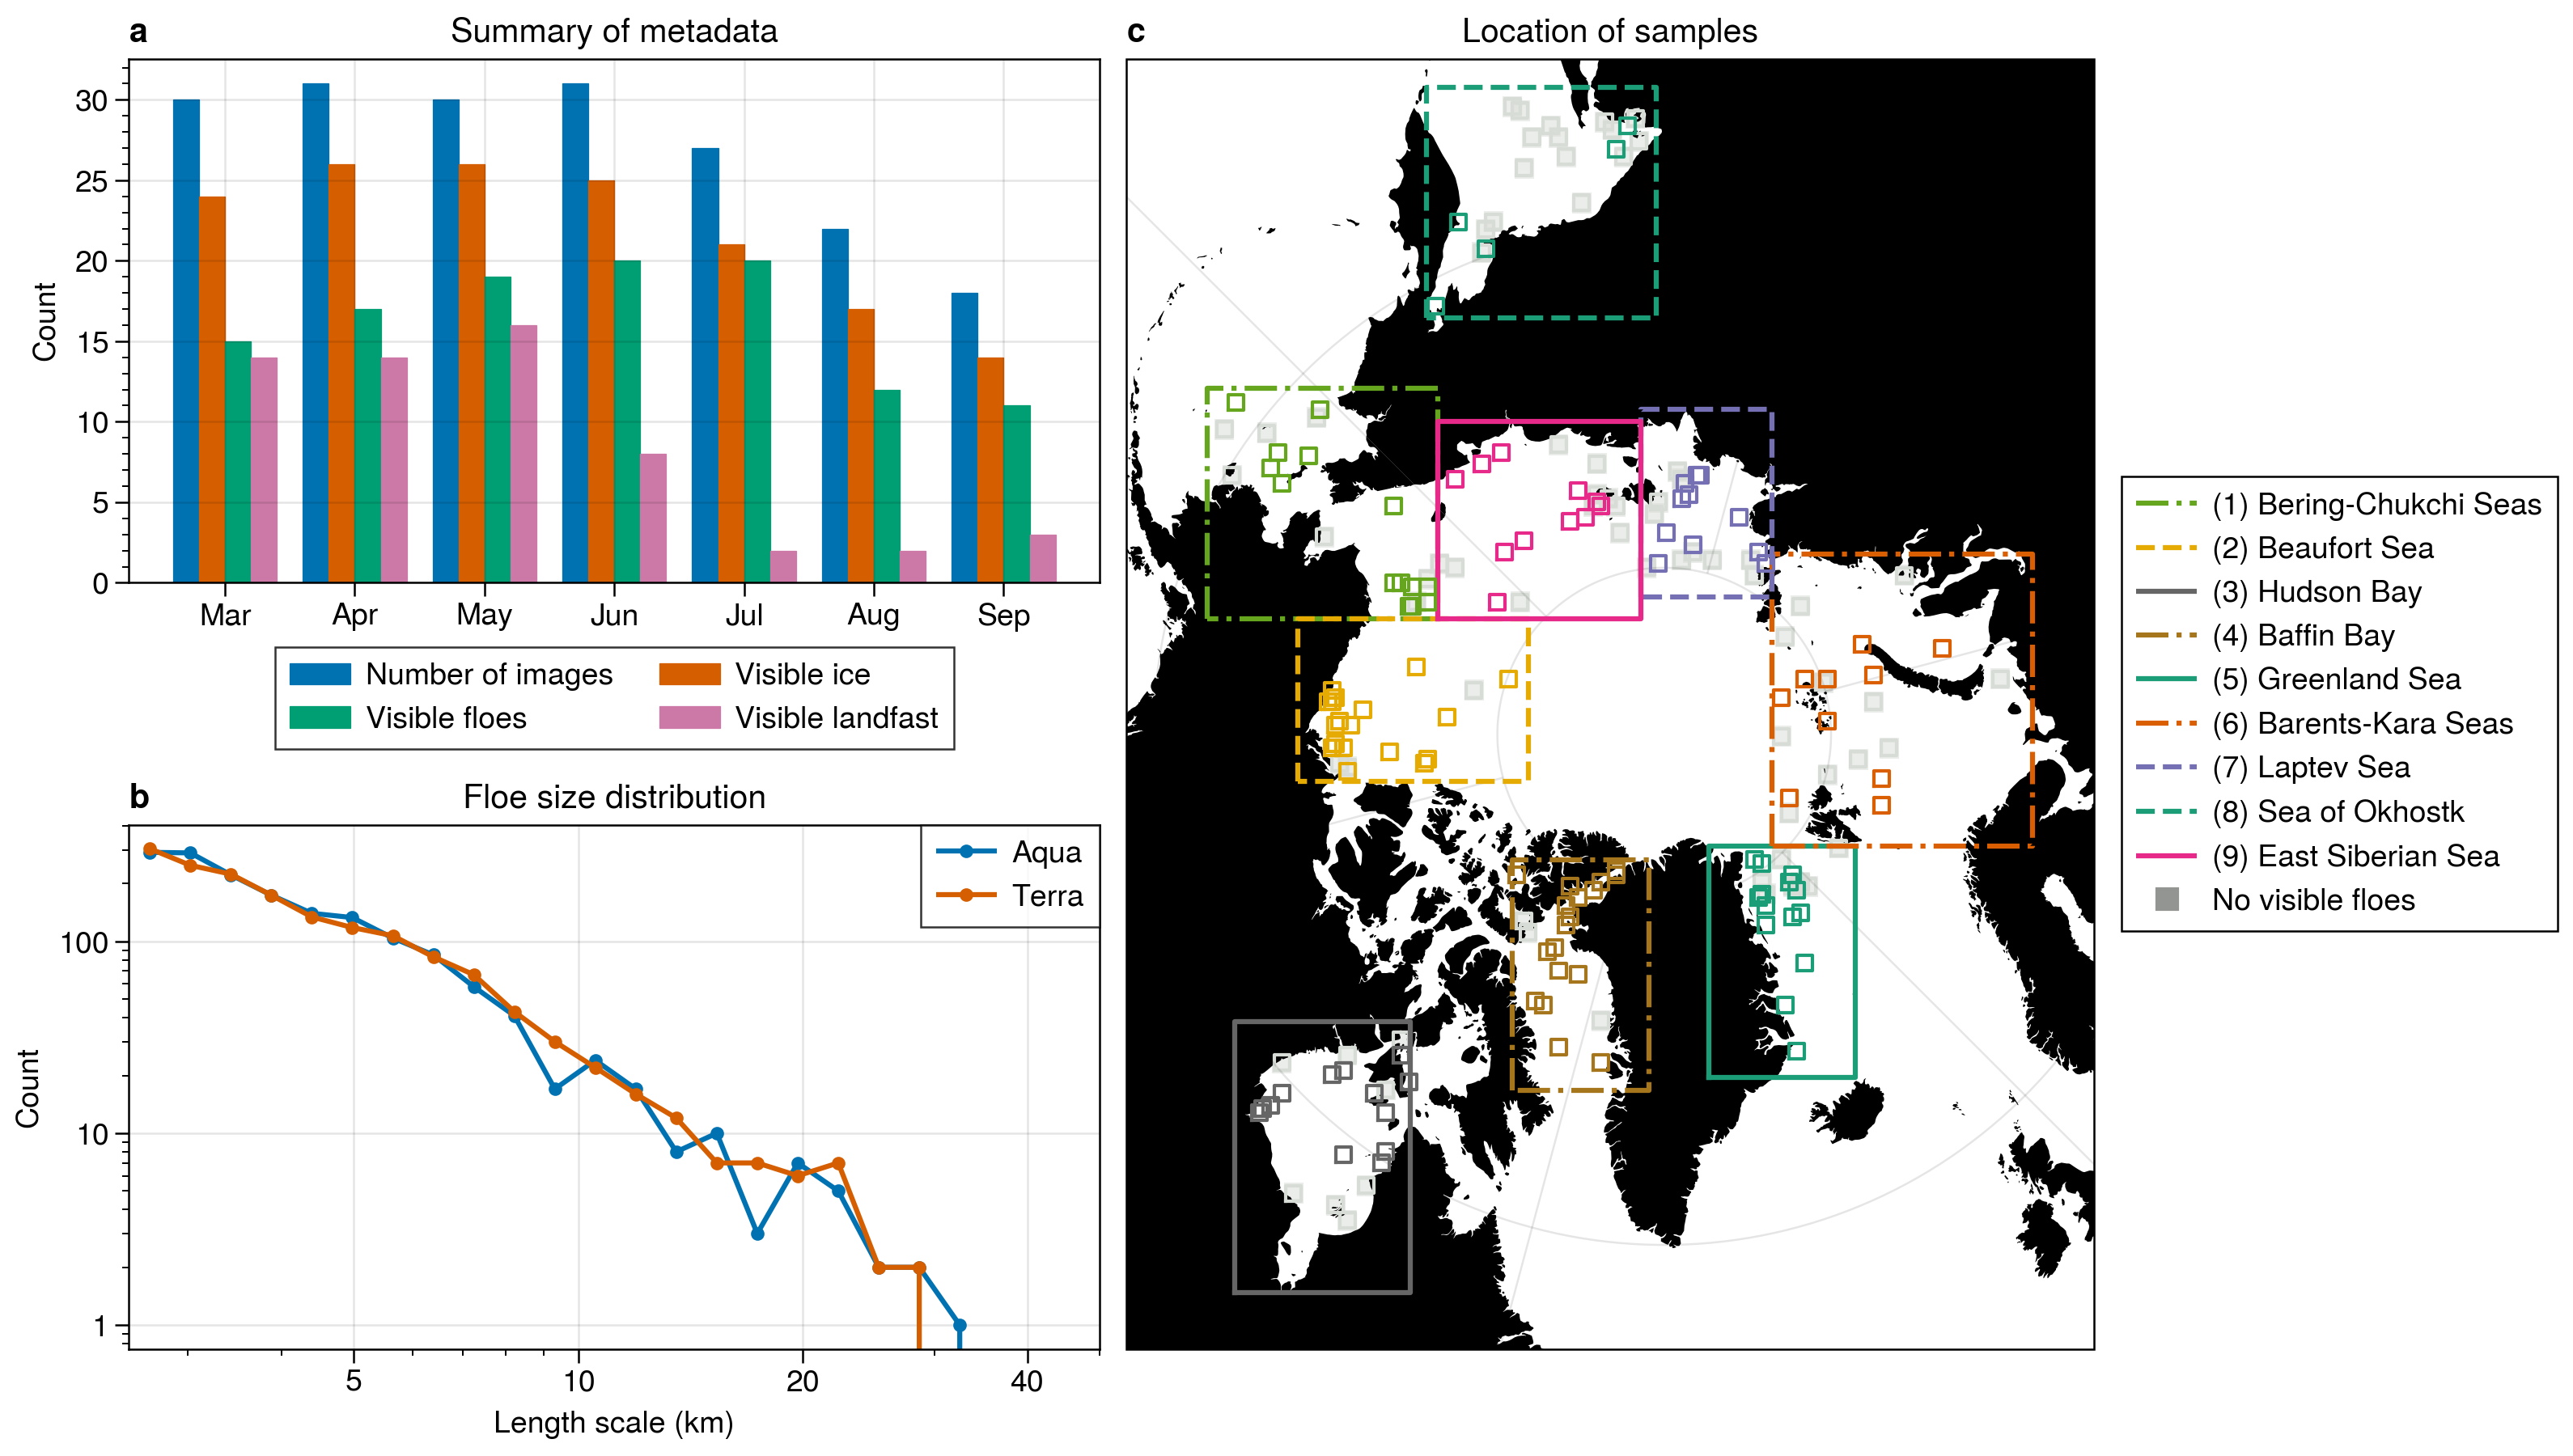 a Summary of metadata
Count
30
25
20
15
10
5
0
Mar Apr May Jun Jul Aug Sep
Number of images Visible ice
Visible floes Visible landfast
b Floe size distribution
Count
100
10
1
Aqua
Terra
5 10 20 40
Length scale (km)
c Location of samples
(1) Bering-Chukchi Seas
(2) Beaufort Sea
(3) Hudson Bay
(4) Baffin Bay
(5) Greenland Sea
(6) Barents-Kara Seas
(7) Laptev Sea
(8) Sea of Okhostk
(9) East Siberian Sea
No visible floes